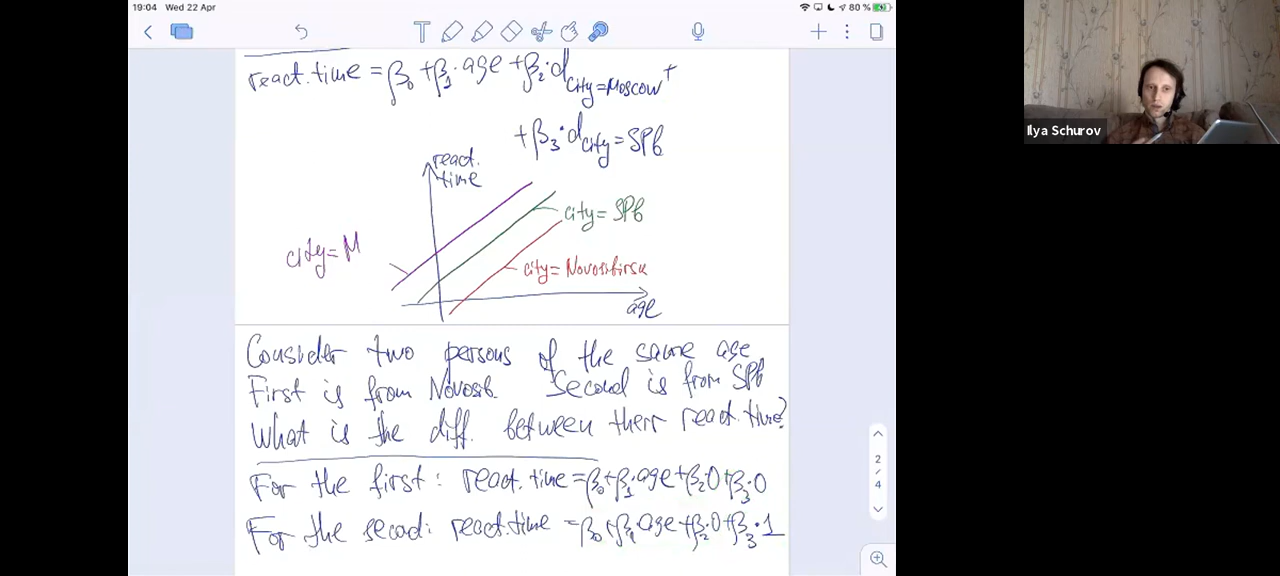 19:04 Wed 22 Apr
80 %
react.time = β₀ + β₁·age + β₂·d city=Moscow +
+ β₃·d city=SPb
react.
time
city= SPb
city= M
city= Novosibirsk
age
Consider two persons of the same age
First is from Novosib. Second is from SPb
What is the diff. between their react.time?
For the first: react.time = β₀+β₁·age+β₂·0+β₃·0
For the secod: react.time = β₀+β₁·age+β₂·0+β₃·1
2
/
4
Ilya Schurov